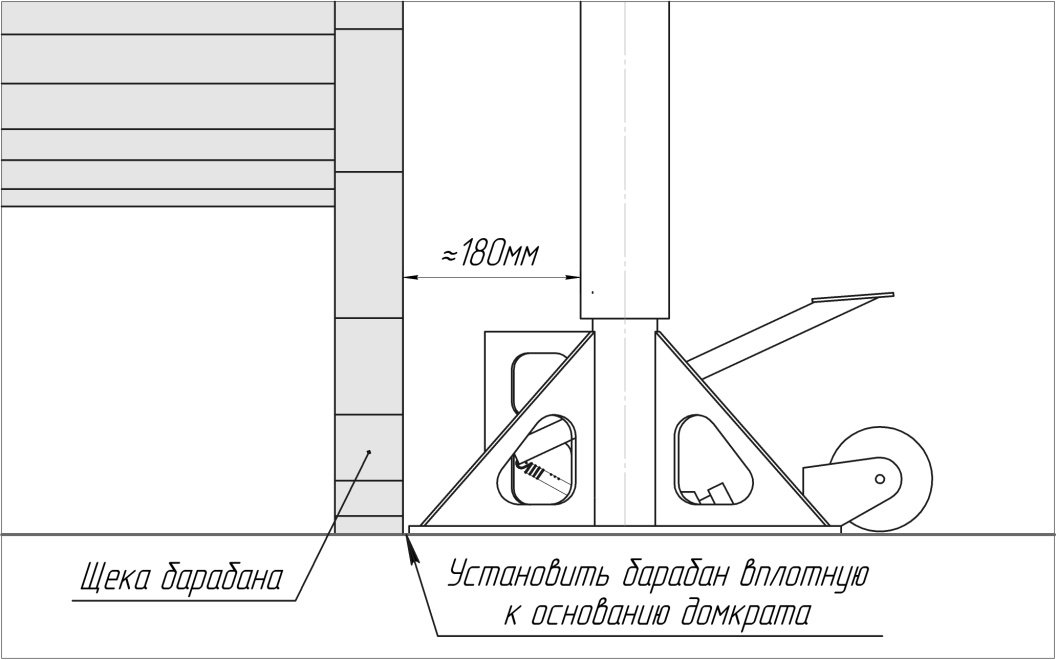 ≈180мм
Щека барабана
Установить барабан вплотную
к основанию домкрата